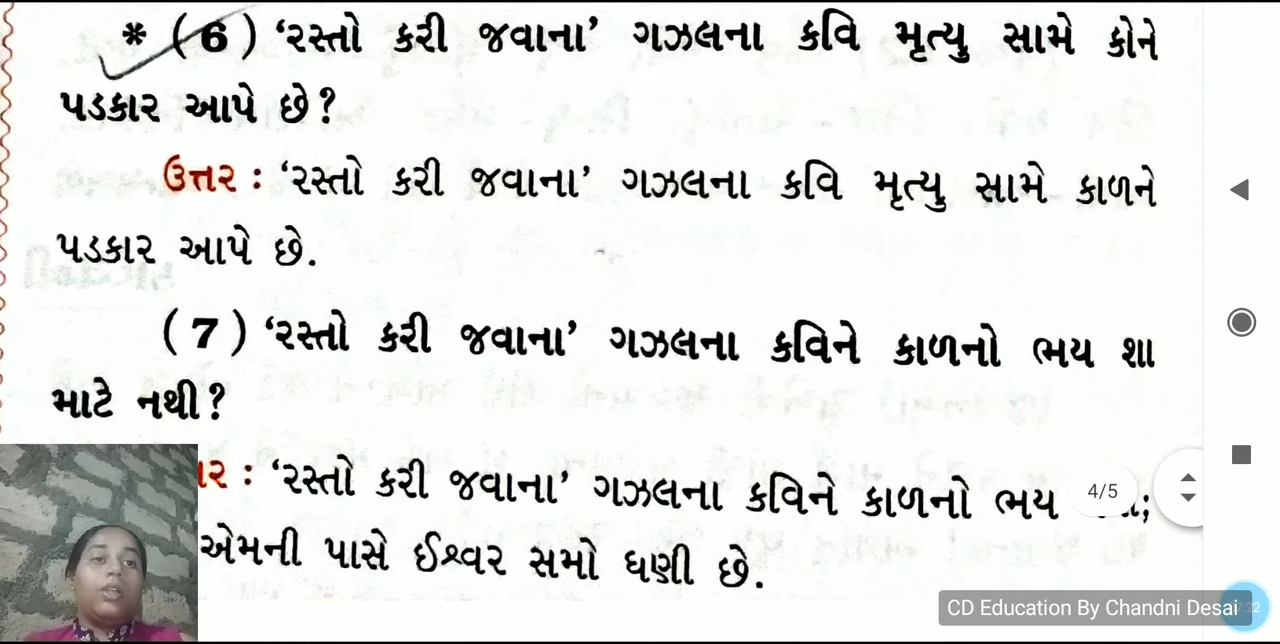 * (6) ‘રસ્તો કરી જવાના’ ગઝલના કવિ મૃત્યુ સામે કોને
પડકાર આપે છે?
ઉત્તર : ‘રસ્તો કરી જવાના’ ગઝલના કવિ મૃત્યુ સામે કાળને
પડકાર આપે છે.
(7) ‘રસ્તો કરી જવાના’ ગઝલના કવિને કાળનો ભય શા
માટે નથી?
‘રસ્તો કરી જવાના’ ગઝલના કવિને કાળનો ભય
એમની પાસે ઈશ્વર સમો ધણી છે.
4/5
CD Education By Chandni Desai